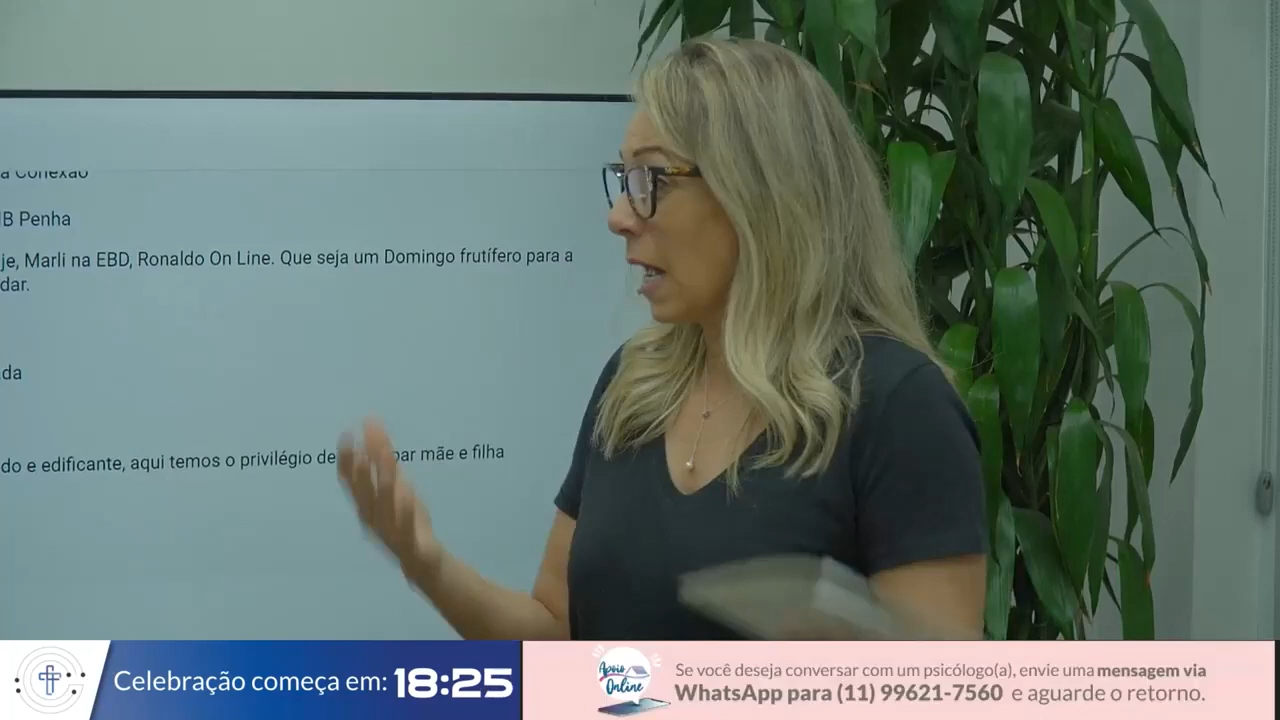 a Conexão
IB Penha
je, Marli na EBD, Ronaldo On Line. Que seja um Domingo frutífero para a
dar.
da
do e edificante, aqui temos o privilégio de par mãe e filha
Celebração começa em: 18:25
Apoio
Online
Se você deseja conversar com um psicólogo(a), envie uma mensagem via
WhatsApp para (11) 99621-7560 e aguarde o retorno.